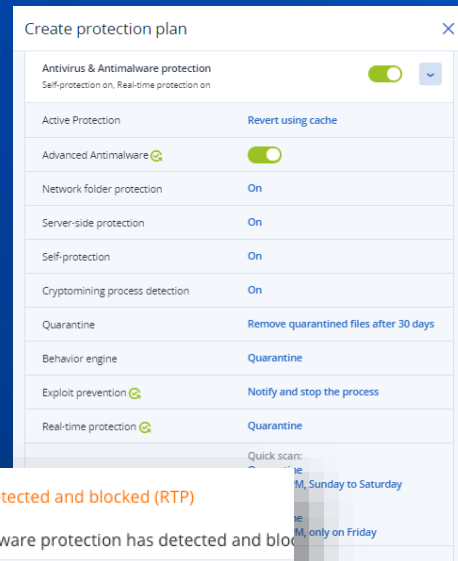 Create protection plan
Antivirus & Antimalware protection
Self-protection on, Real-time protection on
Active Protection Revert using cache
Advanced Antimalware
Network folder protection On
Server-side protection On
Self-protection On
Cryptomining process detection On
Quarantine Remove quarantined files after 30 days
Behavior engine Quarantine
Exploit prevention Notify and stop the process
Real-time protection Quarantine
Quick scan:
M, Sunday to Saturday
M, only on Friday
tected and blocked (RTP)
ware protection has detected and bloc